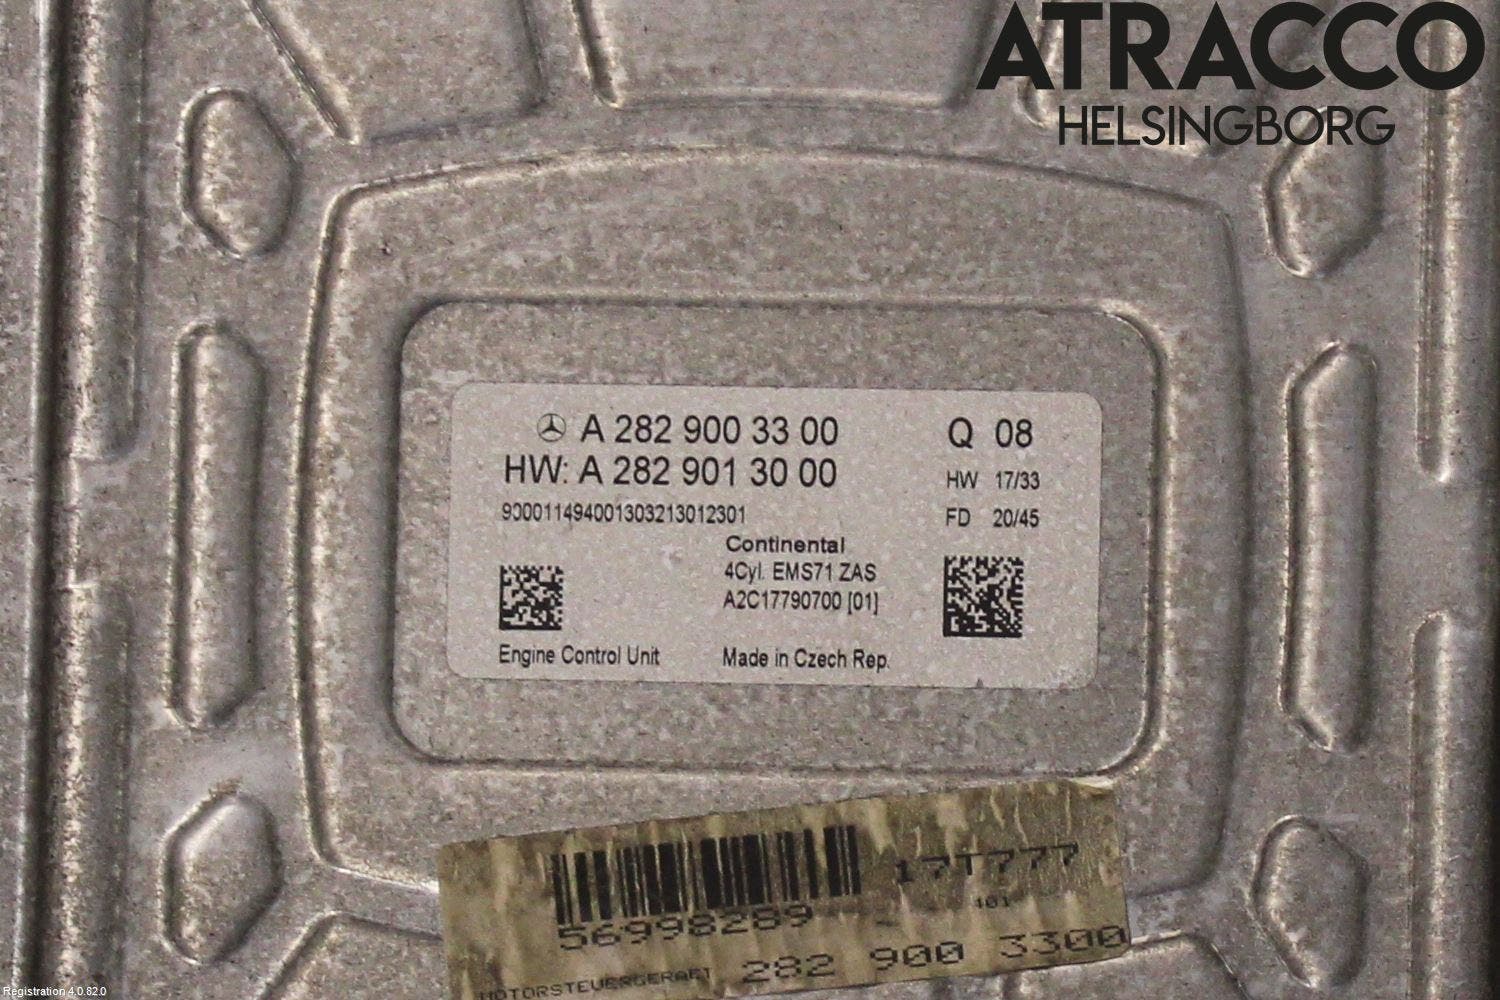 ATRACCO
HELSINGBORG
A 282 900 33 00
Q 08
HW: A 282 901 30 00
HW 17/33
900011494001303213012301
FD 20/45
Continental
4Cyl. EMS71 ZAS
A2C17790700 [01]
Engine Control Unit
Made in Czech Rep.
17T777
401
56998289
MOTORSTEUERGERAET 282 900 3300
Registration 4.0.82.0